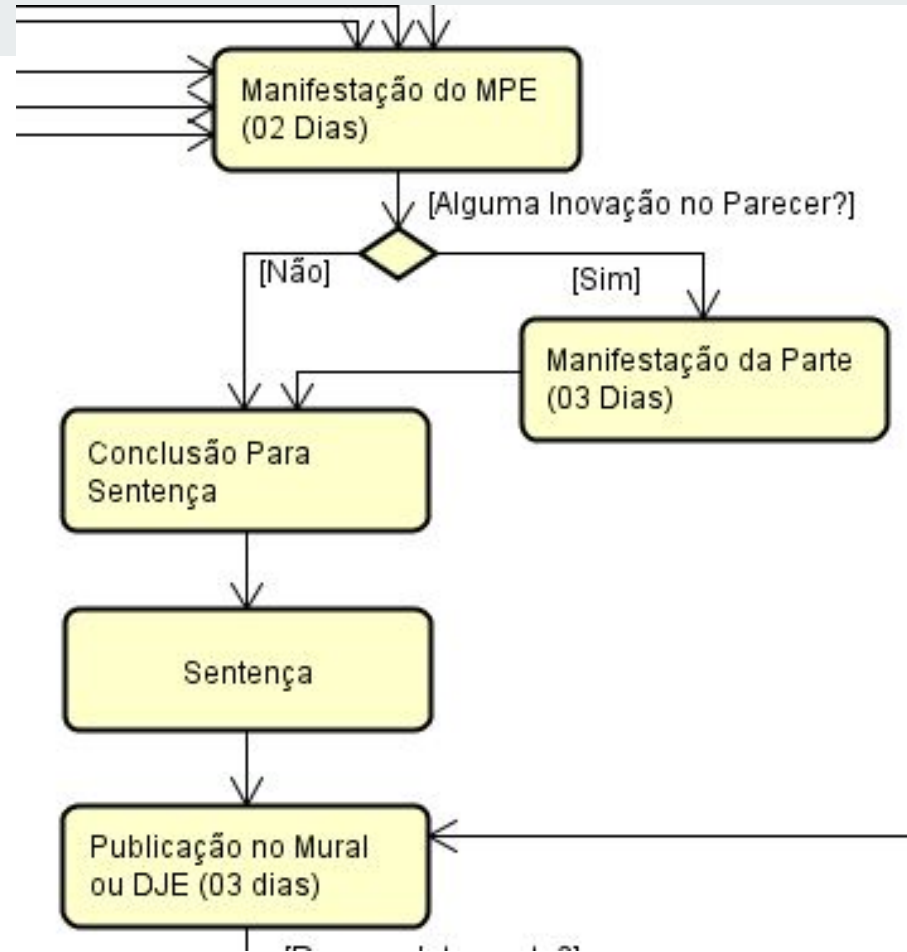 Manifestação do MPE
(02 Dias)
[Alguma Inovação no Parecer?]
[Não]
[Sim]
Manifestação da Parte
(03 Dias)
Conclusão Para
Sentença
Sentença
Publicação no Mural
ou DJE (03 dias)